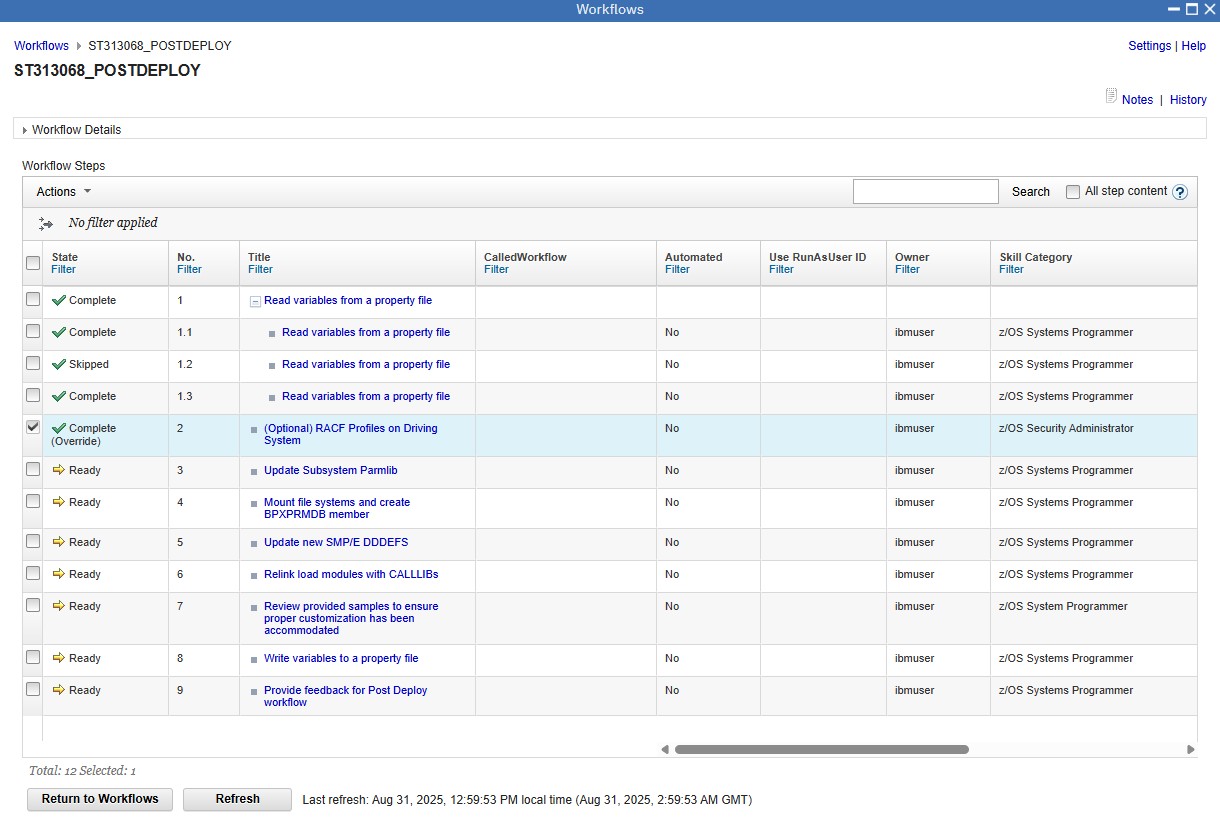 Workflows
Workflows ST313068_POSTDEPLOY
Settings | Help
ST313068_POSTDEPLOY
Notes | History
Workflow Details
Workflow Steps
Actions Search All step content ?
No filter applied
State No. Title CalledWorkflow Automated Use RunAsUser ID Owner Skill Category
Filter Filter Filter Filter Filter Filter Filter Filter
Complete 1 Read variables from a property file
Complete 1.1 Read variables from a property file No ibmuser z/OS Systems Programmer
Skipped 1.2 Read variables from a property file No ibmuser z/OS Systems Programmer
Complete 1.3 Read variables from a property file No ibmuser z/OS Systems Programmer
Complete 2 (Optional) RACF Profiles on Driving No ibmuser z/OS Security Administrator
(Override) System
Ready 3 Update Subsystem Parmlib No ibmuser z/OS Systems Programmer
Ready 4 Mount file systems and create No ibmuser z/OS Systems Programmer
BPXPRMDB member
Ready 5 Update new SMP/E DDDEFS No ibmuser z/OS Systems Programmer
Ready 6 Relink load modules with CALLLIBs No ibmuser z/OS Systems Programmer
Ready 7 Review provided samples to ensure No ibmuser z/OS System Programmer
proper customization has been
accommodated
Ready 8 Write variables to a property file No ibmuser z/OS Systems Programmer
Ready 9 Provide feedback for Post Deploy No ibmuser z/OS Systems Programmer
workflow
Total: 12 Selected: 1
Return to Workflows Refresh Last refresh: Aug 31, 2025, 12:59:53 PM local time (Aug 31, 2025, 2:59:53 AM GMT)